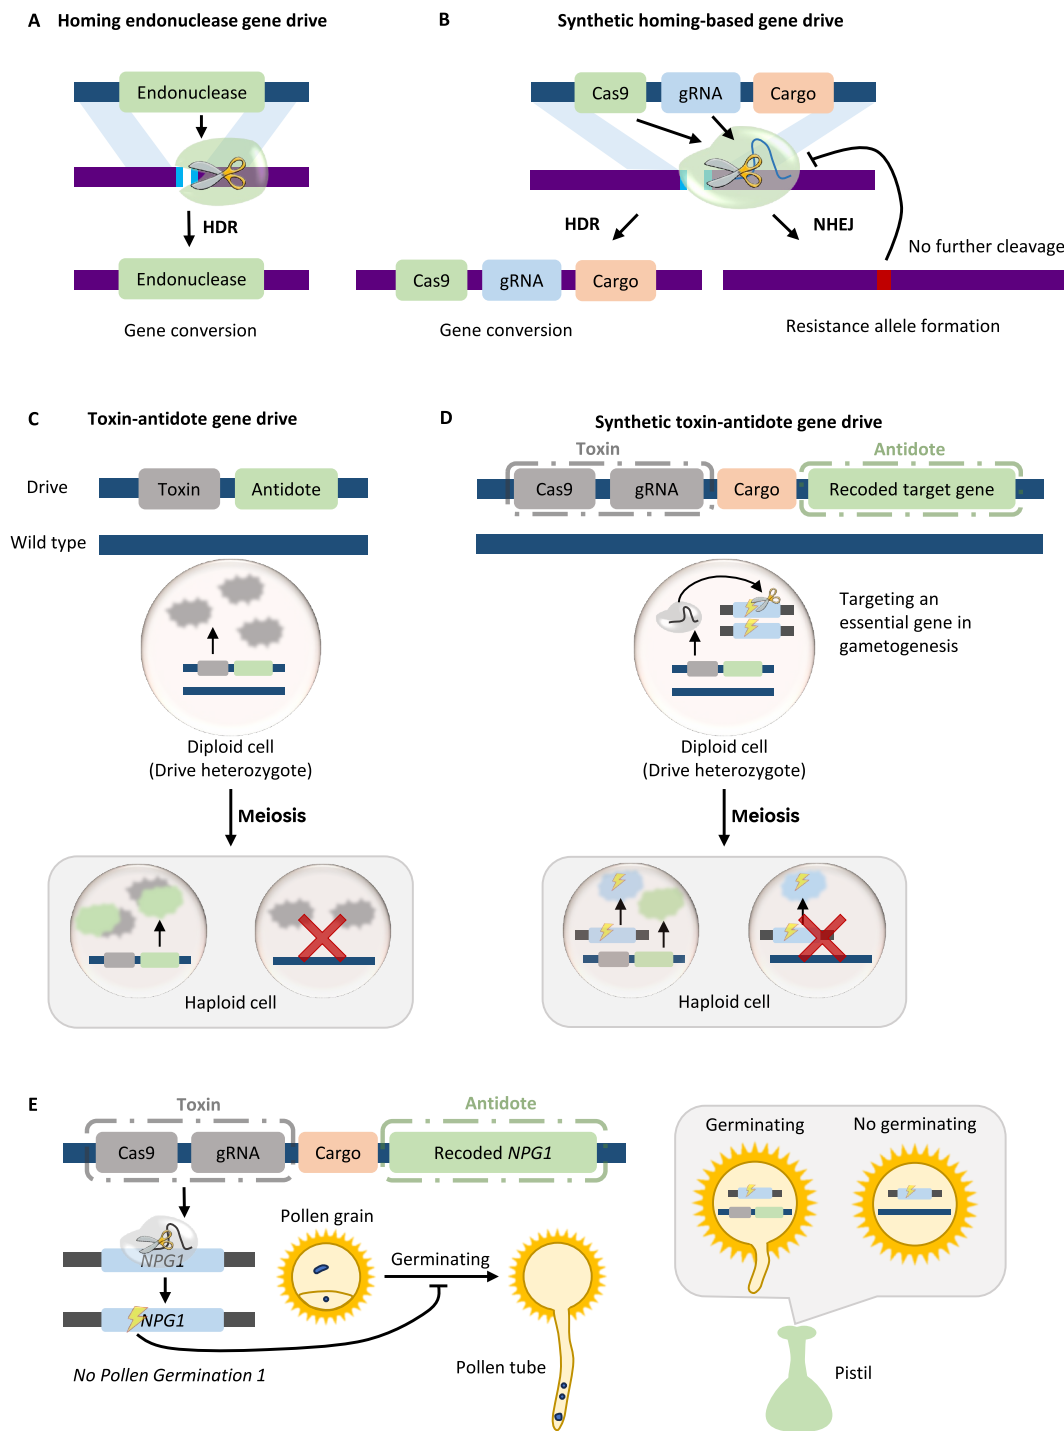 A Homing endonuclease gene drive
B Synthetic homing-based gene drive
Endonuclease
Cas9 gRNA Cargo
HDR
HDR NHEJ
No further cleavage
Endonuclease
Cas9 gRNA Cargo
Gene conversion
Gene conversion
Resistance allele formation
C Toxin-antidote gene drive
D Synthetic toxin-antidote gene drive
Toxin Antidote
Drive Toxin Antidote
Cas9 gRNA Cargo Recoded target gene
Wild type
Targeting an
essential gene in
gametogenesis
Diploid cell
(Drive heterozygote)
Diploid cell
(Drive heterozygote)
Meiosis
Meiosis
Haploid cell
Haploid cell
E
Toxin Antidote
Cas9 gRNA Cargo Recoded NPG1
Germinating No germinating
Pollen grain
Germinating
NPG1
NPG1
No Pollen Germination 1
Pollen tube
Pistil